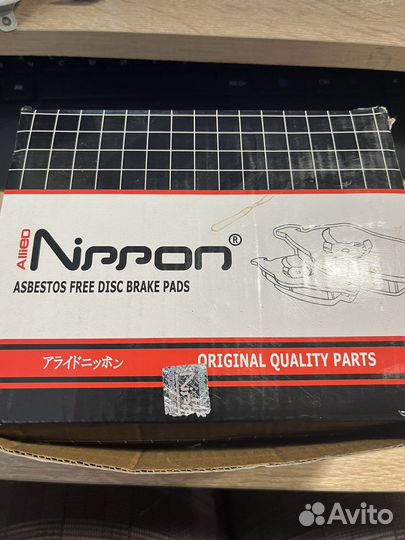 Allied
Nippon®
ASBESTOS FREE DISC BRAKE PADS
アライドニッポン
ORIGINAL QUALITY PARTS
Avito